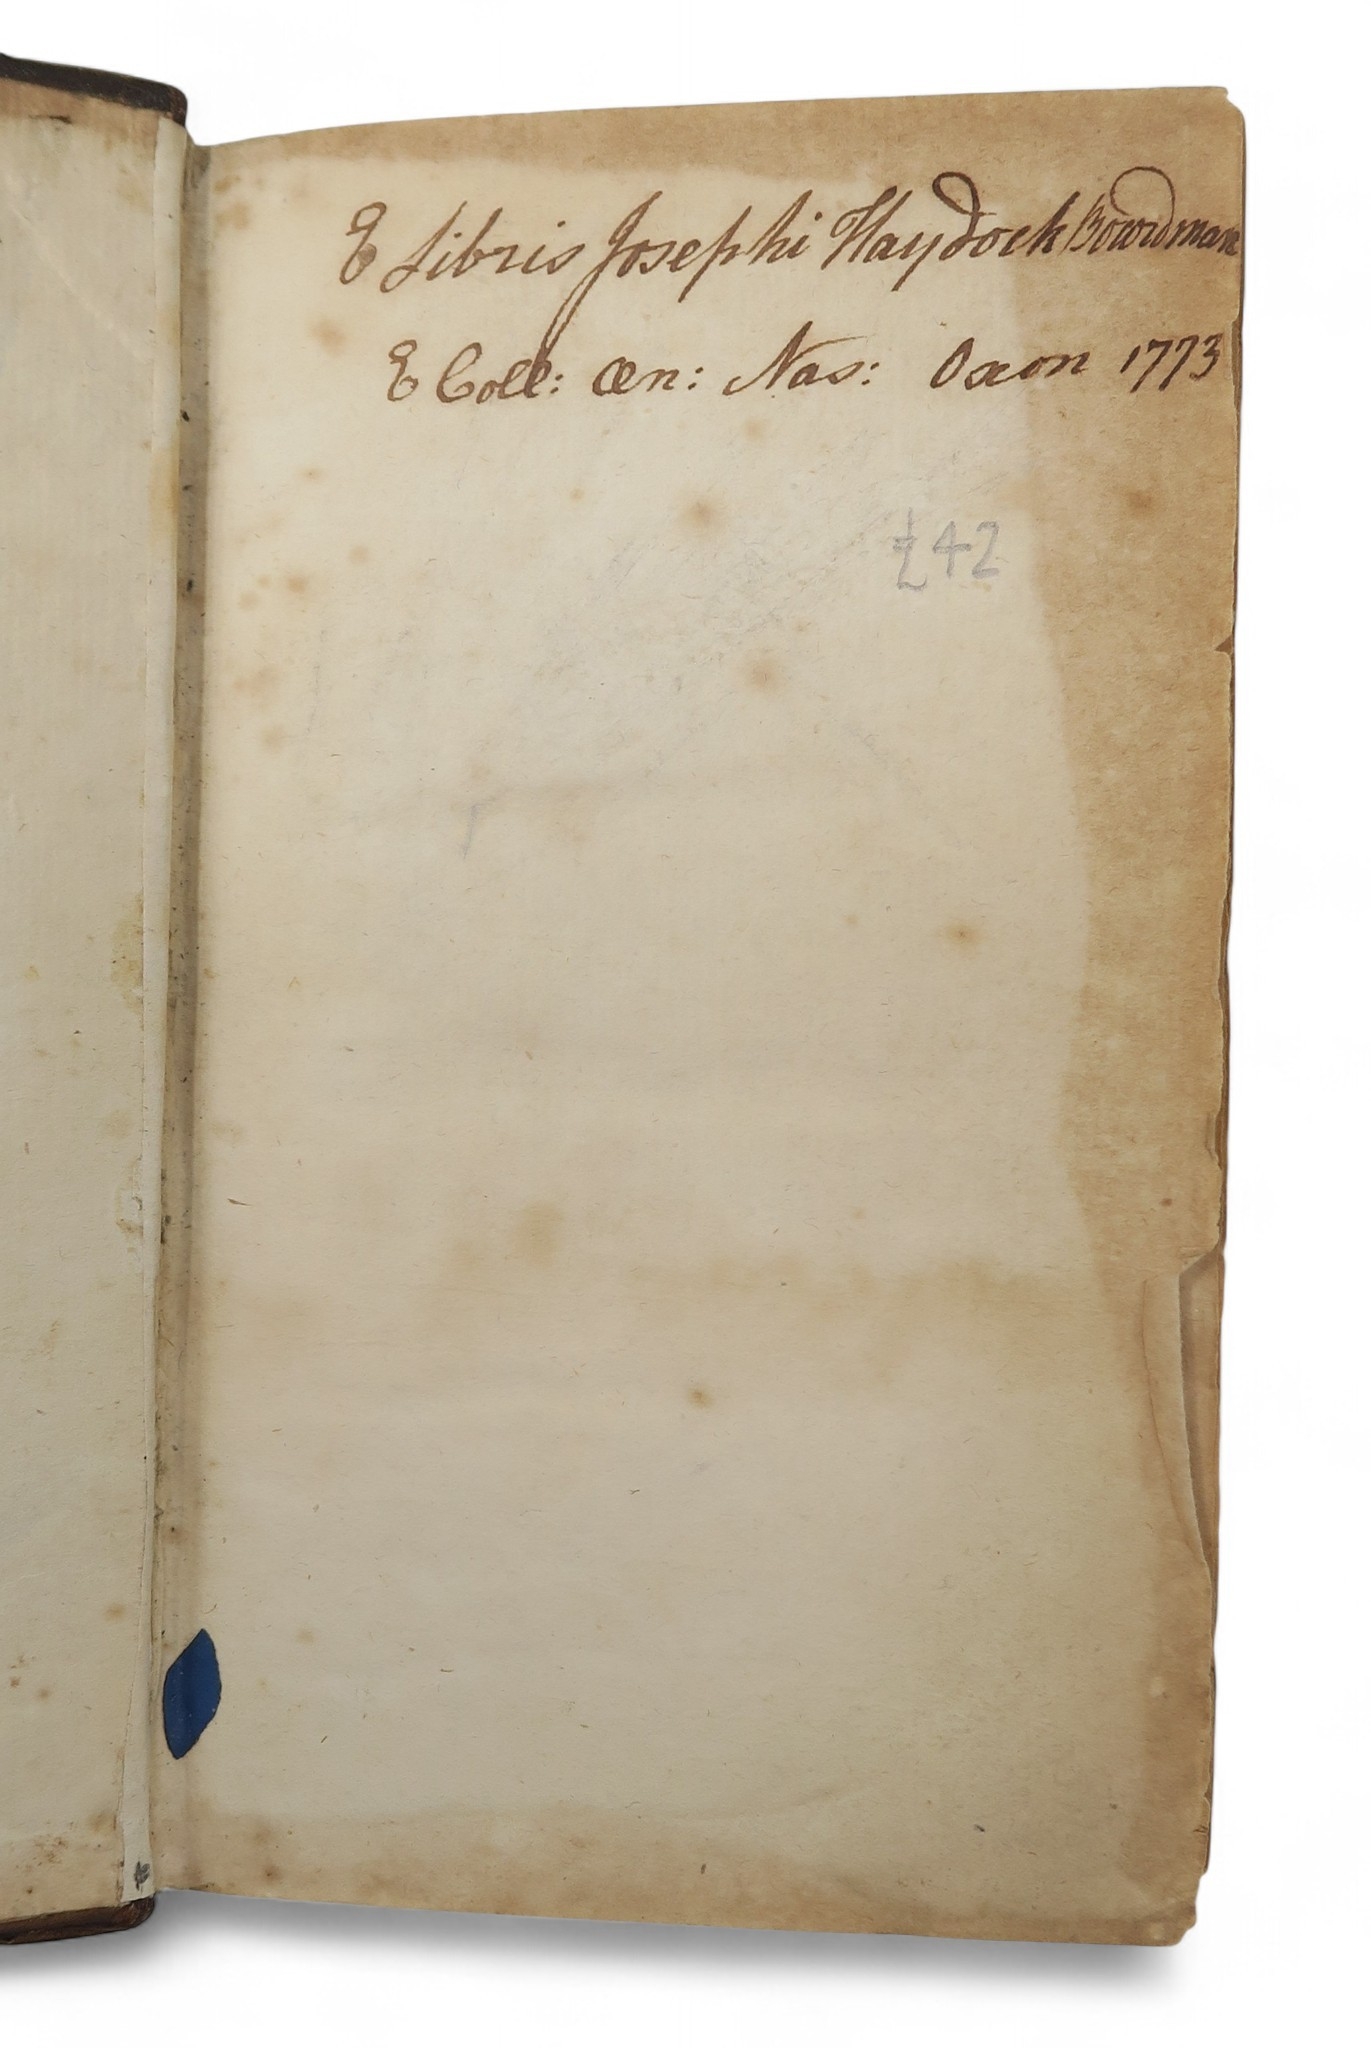 E Libris Josephi Haydock Boardman
E Coll: Æn: Nas: Oxon 1773
£42